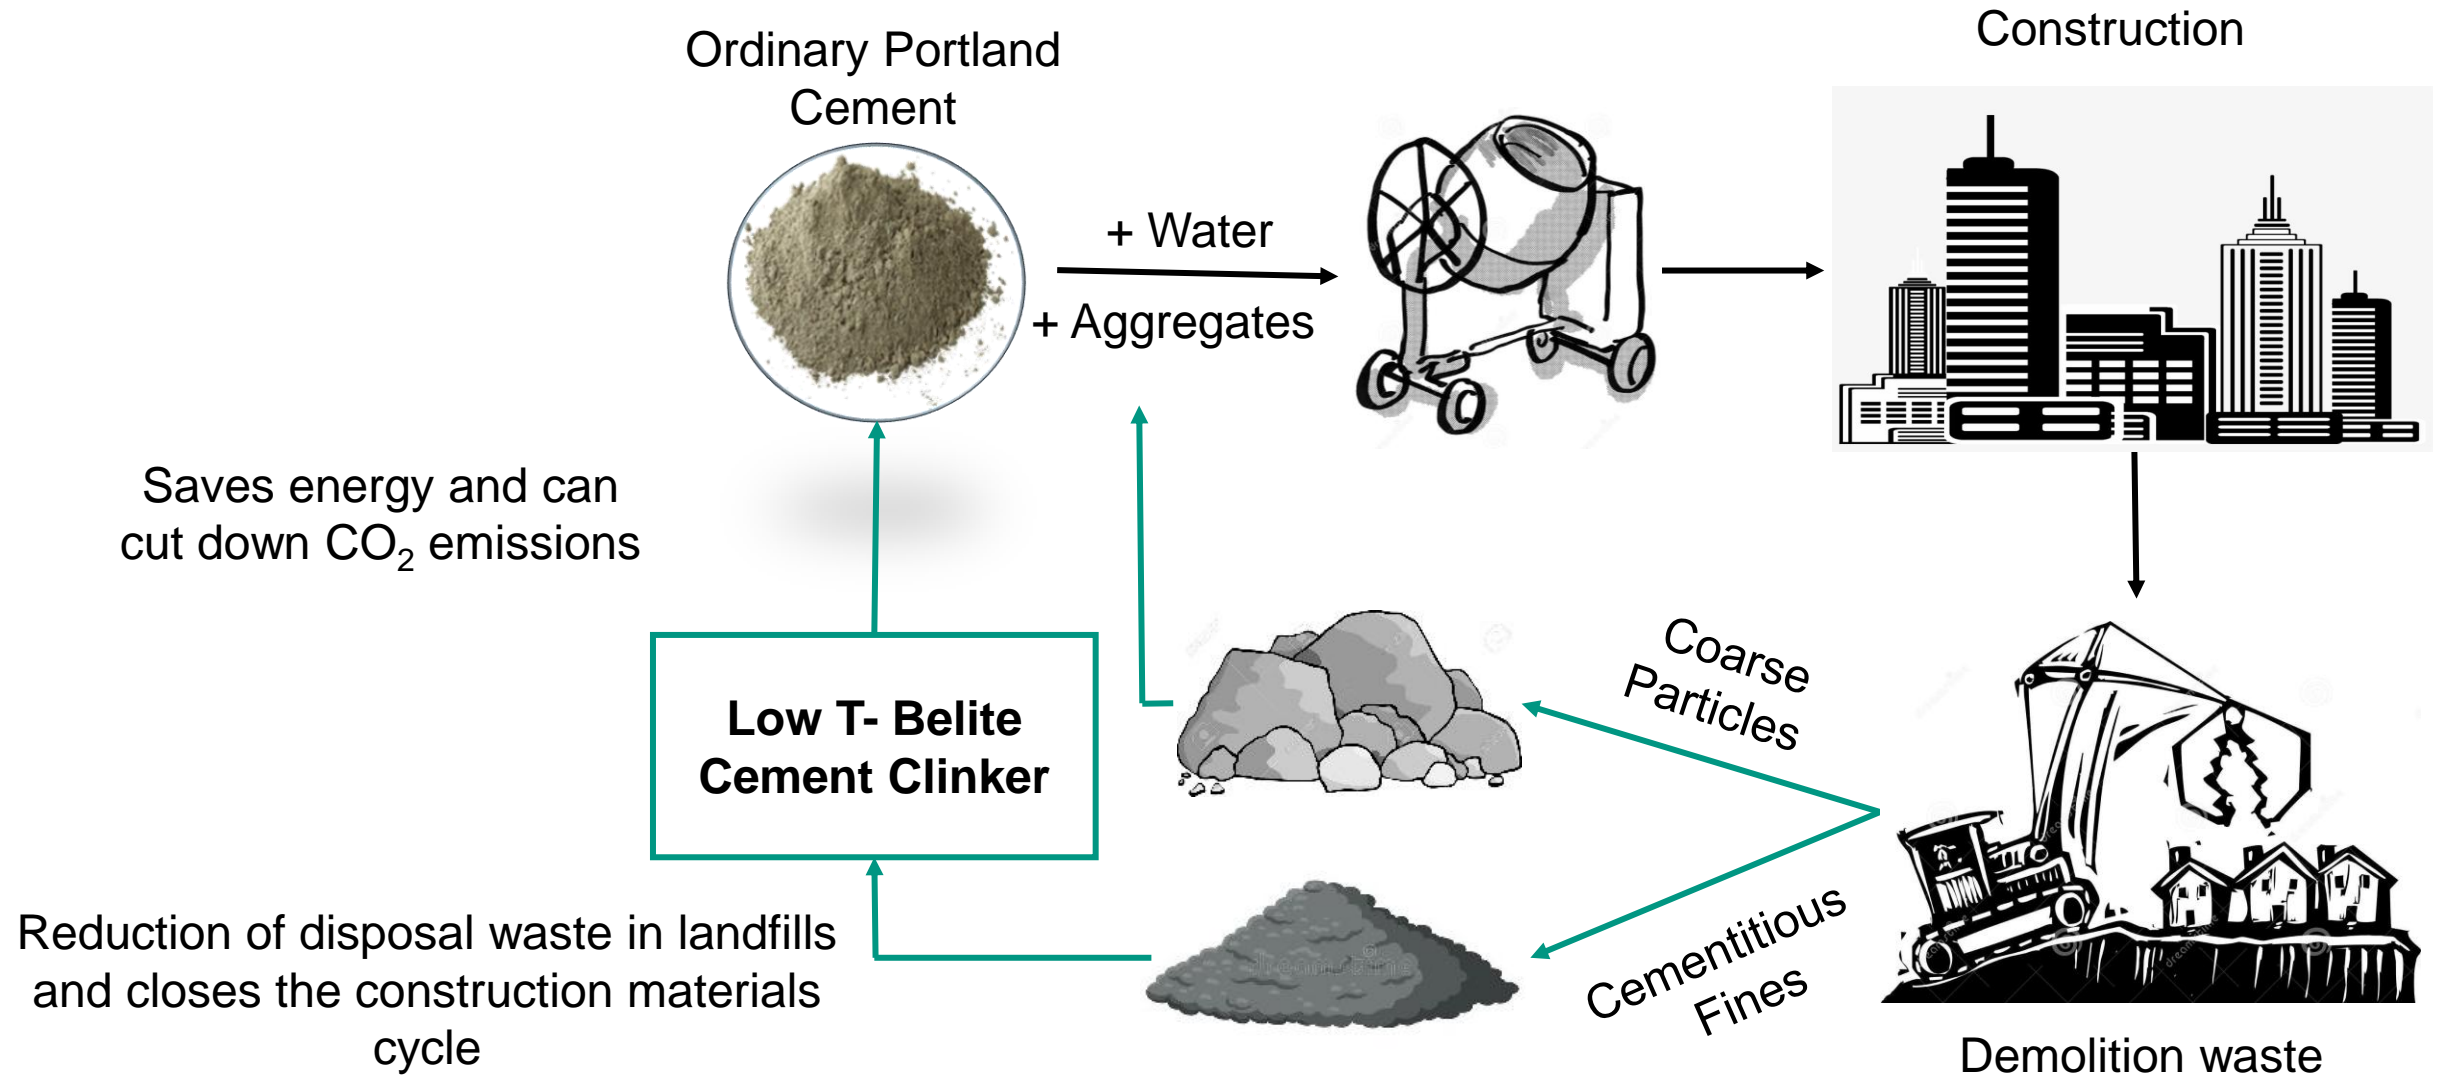 Construction
Ordinary Portland
Cement
+ Water
+ Aggregates
Saves energy and can
cut down CO₂ emissions
Coarse
Particles
Low T- Belite
Cement Clinker
Cementitious
Fines
Reduction of disposal waste in landfills
and closes the construction materials
cycle
Demolition waste
dreamstime